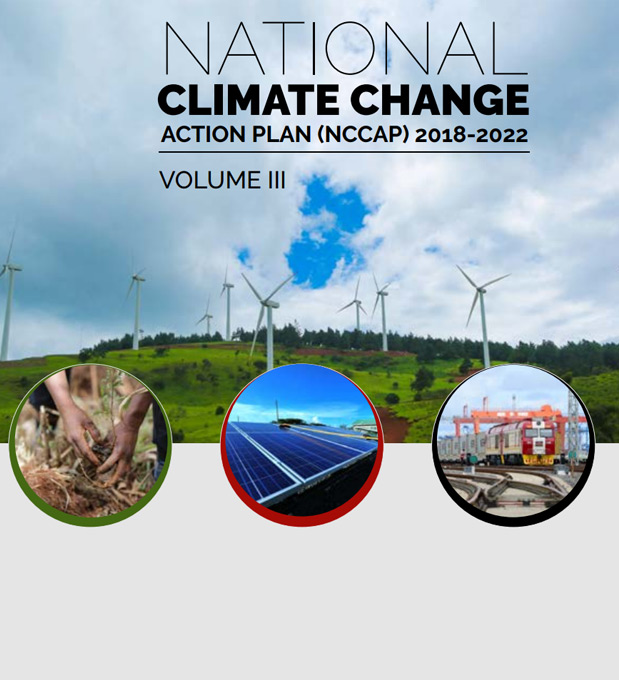 NATIONAL
CLIMATE CHANGE
ACTION PLAN (NCCAP) 2018-2022
VOLUME III